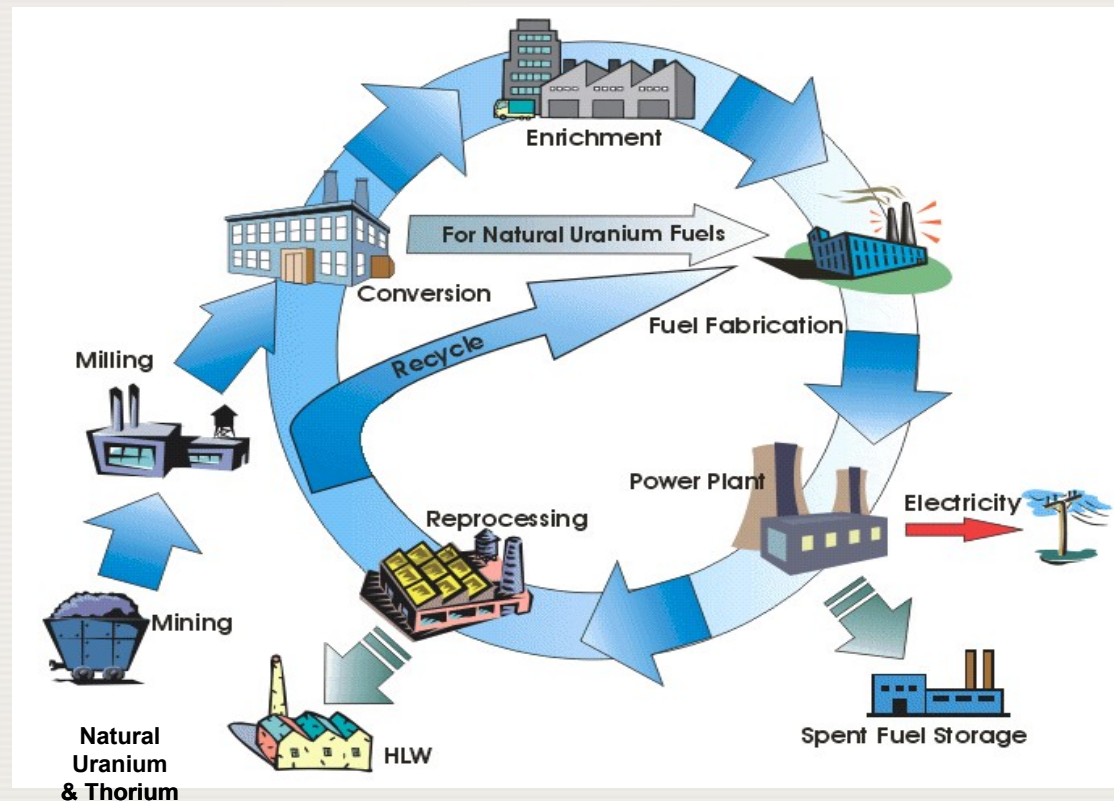 Enrichment
For Natural Uranium Fuels
Conversion
Fuel Fabrication
Recycle
Milling
Power Plant
Electricity
Reprocessing
Mining
Spent Fuel Storage
HLW
Natural
Uranium
& Thorium